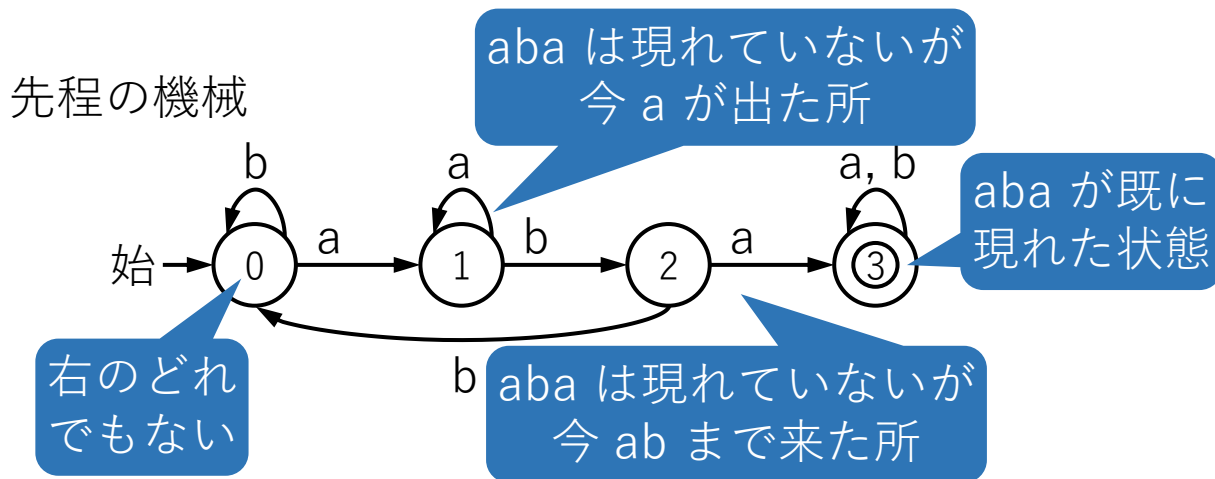 aba は現れていないが
今 a が出た所
先程の機械
b
a
a, b
aba が既に
現れた状態
始
0
a
1
b
2
a
3
右のどれ
でもない
b
aba は現れていないが
今 ab まで来た所